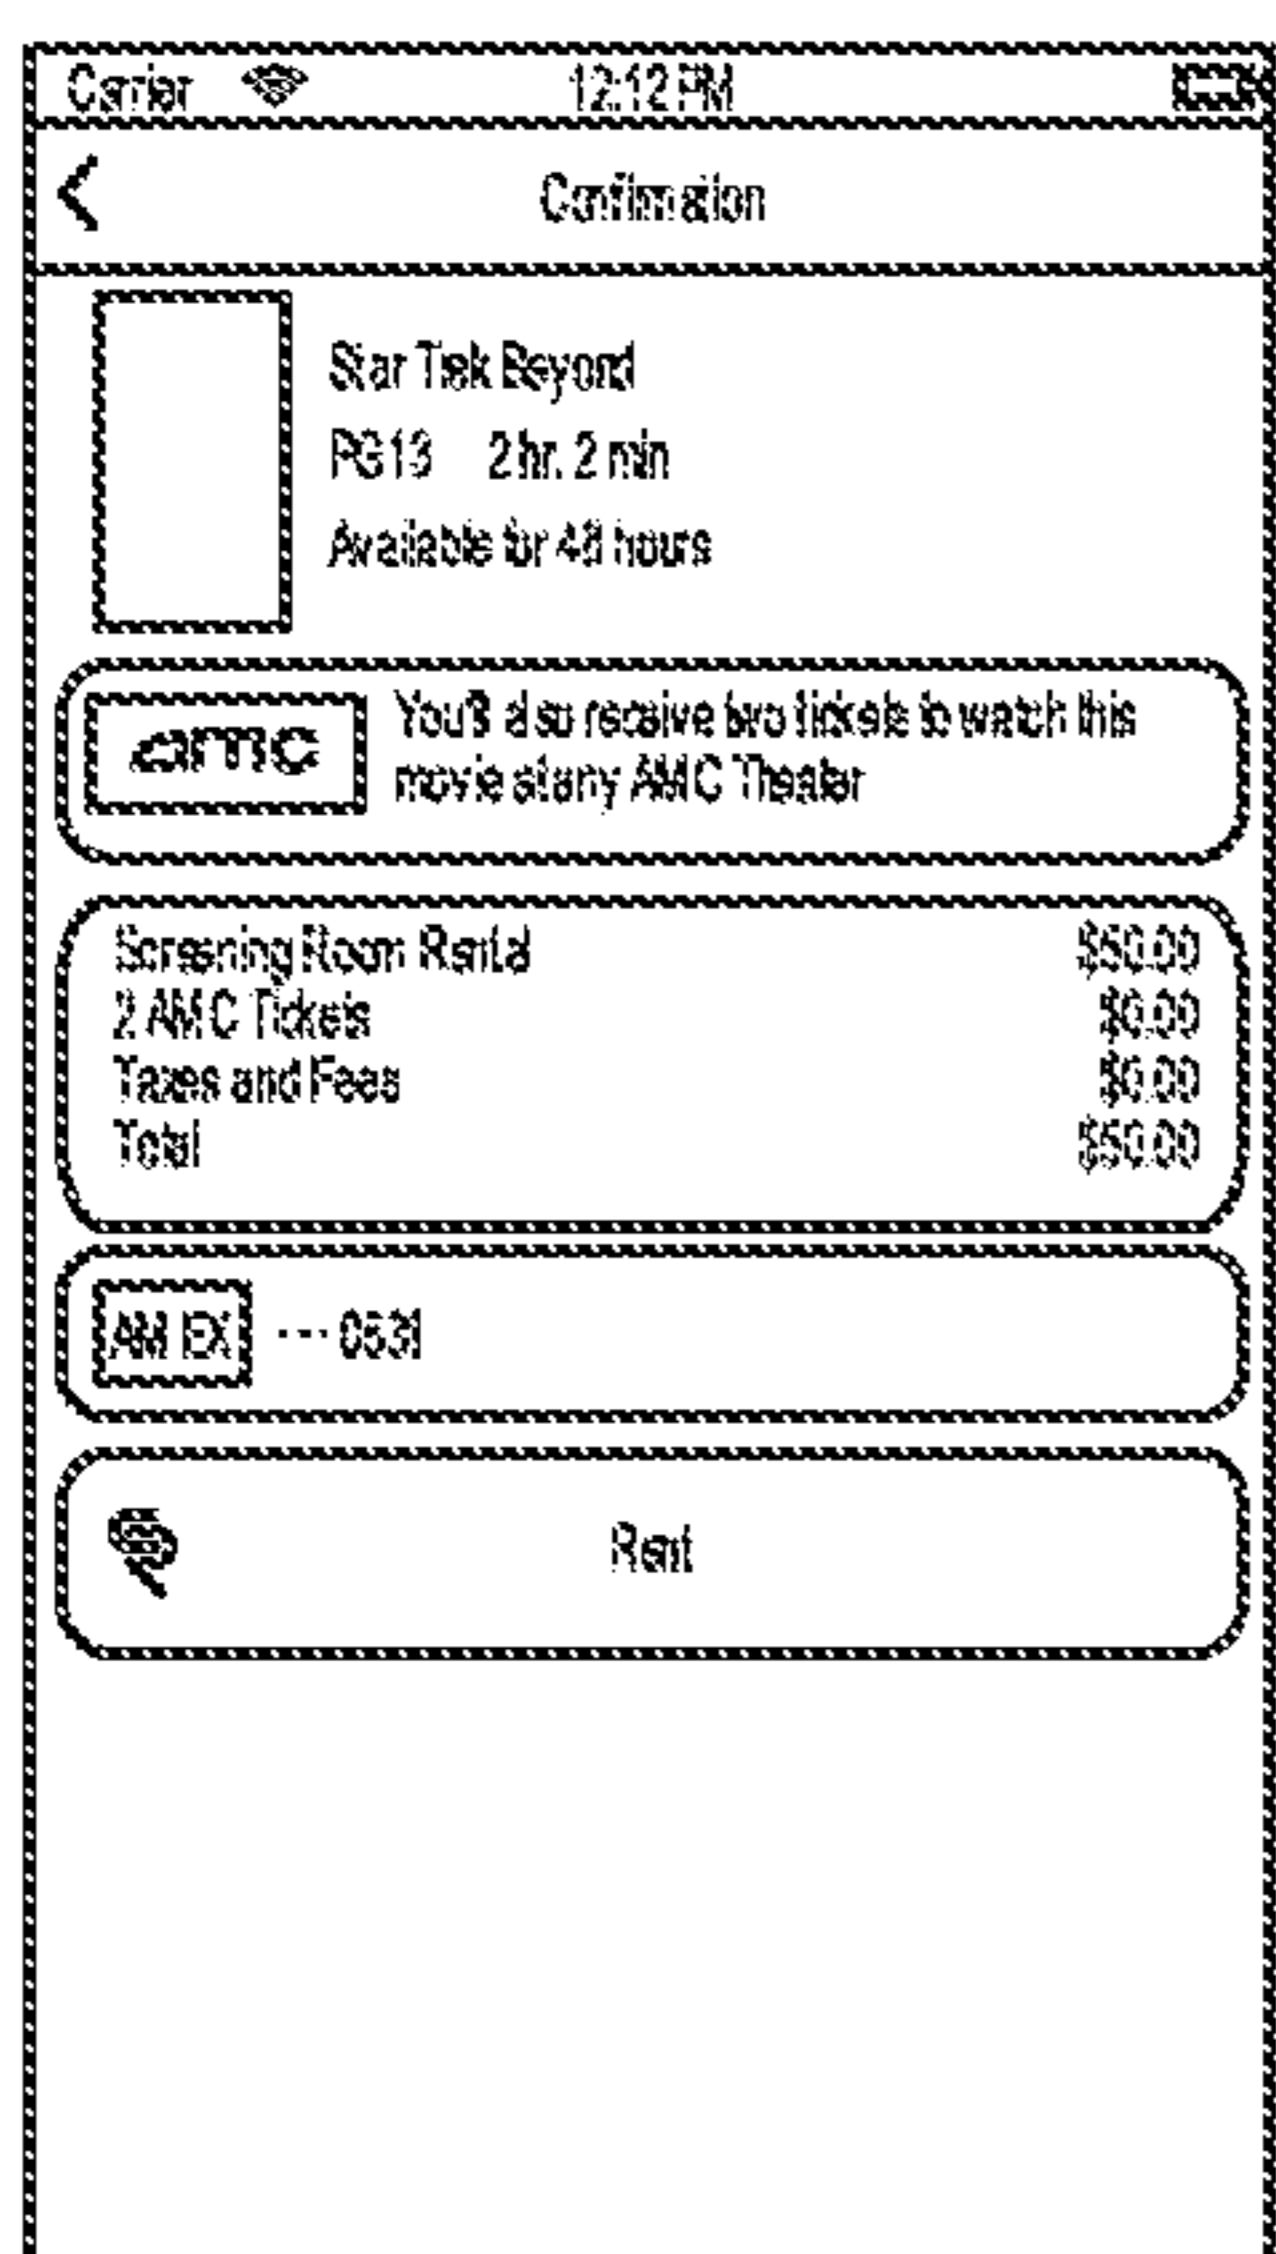 Carrier 12:12 PM
Confirmation
Star Trek Beyond
PG13 2 hr. 2 min
Available for 48 hours
amc
You'll also receive two tickets to watch this
movie at any AMC Theater
Screening Room Rental $50.00
2 AMC Tickets $0.00
Taxes and Fees $0.00
Total $50.00
AMEX --- 0531
Rent